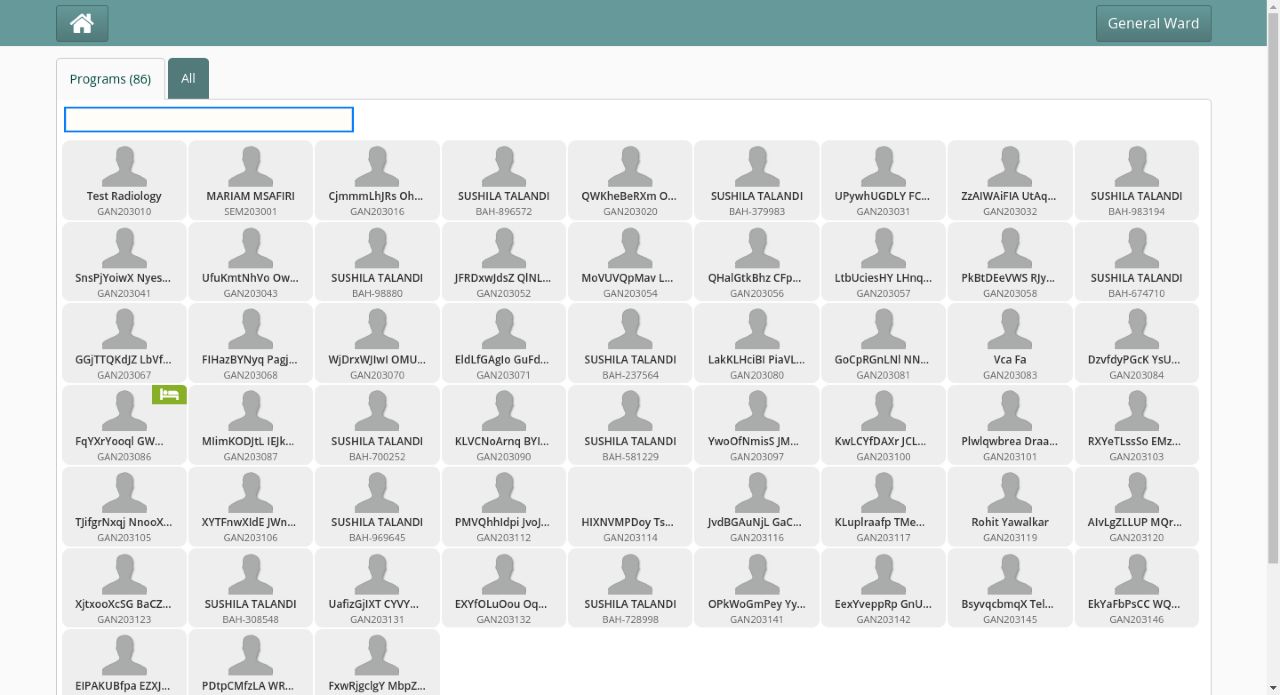 General Ward
Programs (86)
All
Test Radiology
GAN203010
MARIAM MSAFIRI
SEM203001
CjmmmLhJRs Oh...
GAN203016
SUSHILA TALANDI
BAH-896572
QWKheBeRXm O...
GAN203020
SUSHILA TALANDI
BAH-379983
UPywhUGDLY FC...
GAN203031
ZzAIWAiFIA UtAq...
GAN203032
SUSHILA TALANDI
BAH-983194
SnsPjYoiwX Nyes...
GAN203041
UfuKmtNhVo Ow...
GAN203043
SUSHILA TALANDI
BAH-98880
JFRDxwJdsZ QlNL...
GAN203052
MoVUVQpMav L...
GAN203054
QHalGtkBhz CFp...
GAN203056
LtbUciesHY LHnq...
GAN203057
PkBtDEeVWS RJy...
GAN203058
SUSHILA TALANDI
BAH-674710
GGjTTQKdJZ LbVf...
GAN203067
FIHazBYNyq Pagj...
GAN203068
WjDrxWJIwI OMU...
GAN203070
EldLfGAgIo GuFd...
GAN203071
SUSHILA TALANDI
BAH-237564
LakKLHciBI PiaVL...
GAN203080
GoCpRGnLNl NN...
GAN203081
Vca Fa
GAN203083
DzvfdyPGcK YsU...
GAN203084
FqYXrYooql GW...
GAN203086
MIimKODJtL IEJk...
GAN203087
SUSHILA TALANDI
BAH-700252
KLVCNoArnq BYI...
GAN203090
SUSHILA TALANDI
BAH-581229
YwoOfNmisS JM...
GAN203097
KwLCYfDAXr JCL...
GAN203100
Plwlqwbrea Draa...
GAN203101
RXYeTLssSo EMz...
GAN203103
TJifgrNxqj NnooX...
GAN203105
XYTFnwXIdE JWn...
GAN203106
SUSHILA TALANDI
BAH-969645
PMVQhhIdpi JvoJ...
GAN203112
HIXNVMPDoy Ts...
GAN203114
JvdBGAuNjL GaC...
GAN203116
KLuplraafp TMe...
GAN203117
Rohit Yawalkar
GAN203119
AIvLgZLLUP MQr...
GAN203120
XjtxooXcSG BaCZ...
GAN203123
SUSHILA TALANDI
BAH-308548
UafizGjIXT CYVY...
GAN203131
EXYfOLuOou Oq...
GAN203132
SUSHILA TALANDI
BAH-728998
OPkWoGmPey Yy...
GAN203141
EexYveppRp GnU...
GAN203142
BsyvqcbmqX Tel...
GAN203145
EkYaFbPsCC WQ...
GAN203146
EIPAKUBfpa EZXJ...
PDtpCMfzLA WR...
FxwRjgclgY MbpZ...